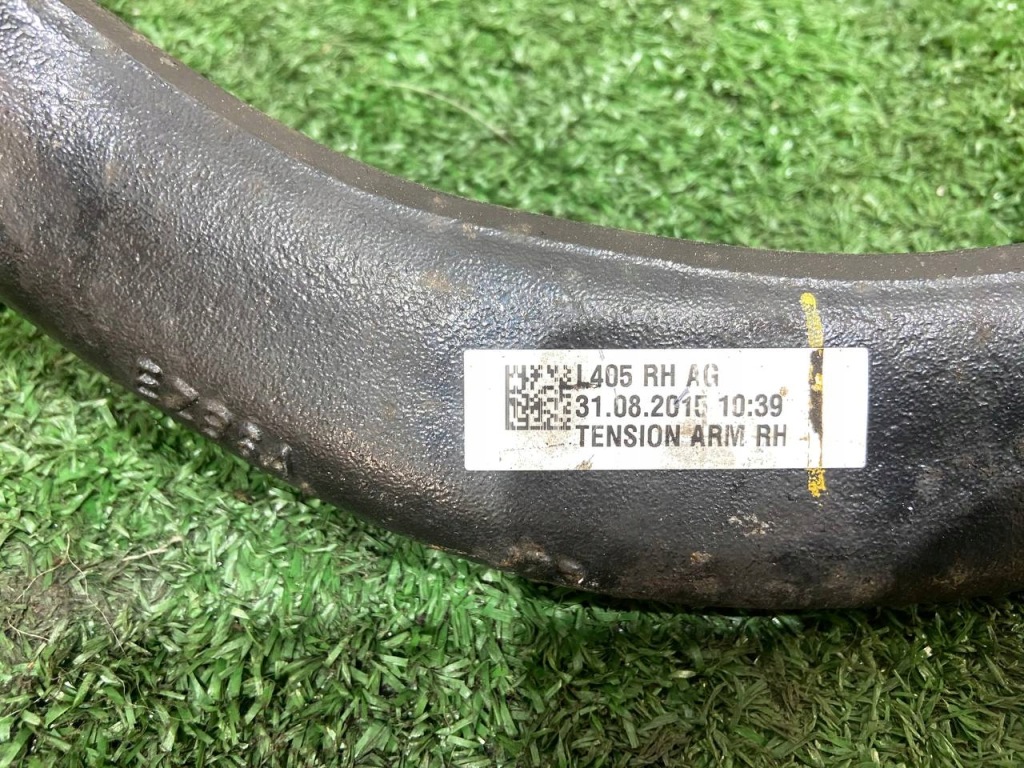 L405 RH AG
31.08.2015 10:39
TENSION ARM RH